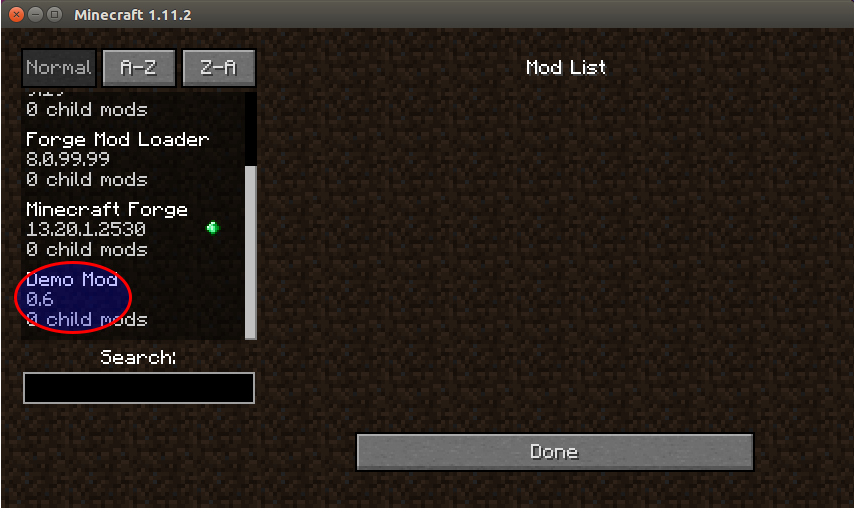 Minecraft 1.11.2
Normal
A-Z
Z-A
Mod List
0 child mods
Forge Mod Loader
8.0.99.99
0 child mods
Minecraft Forge
13.20.1.2530
0 child mods
Demo Mod
0.6
0 child mods
Search:
Done